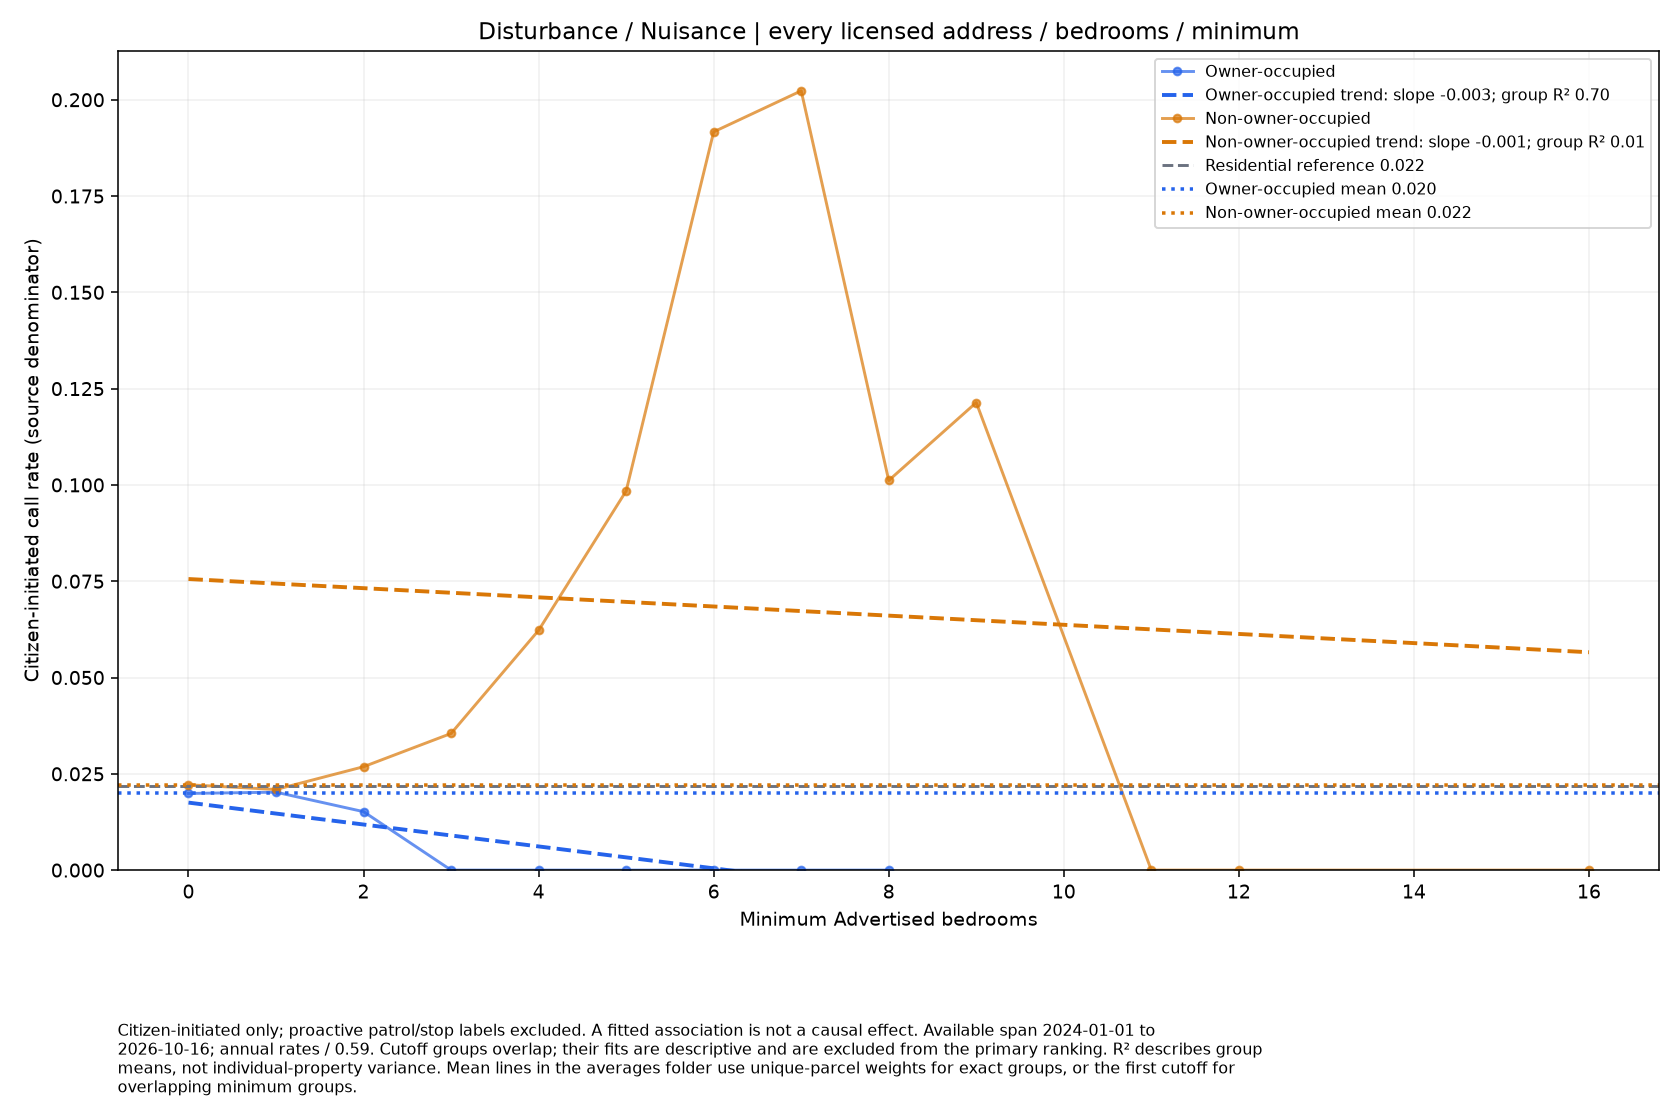 Disturbance / Nuisance | every licensed address / bedrooms / minimum
Owner-occupied
Owner-occupied trend: slope -0.003; group R² 0.70
Non-owner-occupied
Non-owner-occupied trend: slope -0.001; group R² 0.01
Residential reference 0.022
Owner-occupied mean 0.020
Non-owner-occupied mean 0.022
Citizen-initiated call rate (source denominator)
0.200
0.175
0.150
0.125
0.100
0.075
0.050
0.025
0.000
0 2 4 6 8 10 12 14 16
Minimum Advertised bedrooms
Citizen-initiated only; proactive patrol/stop labels excluded. A fitted association is not a causal effect. Available span 2024-01-01 to
2026-10-16; annual rates / 0.59. Cutoff groups overlap; their fits are descriptive and are excluded from the primary ranking. R² describes group
means, not individual-property variance. Mean lines in the averages folder use unique-parcel weights for exact groups, or the first cutoff for
overlapping minimum groups.